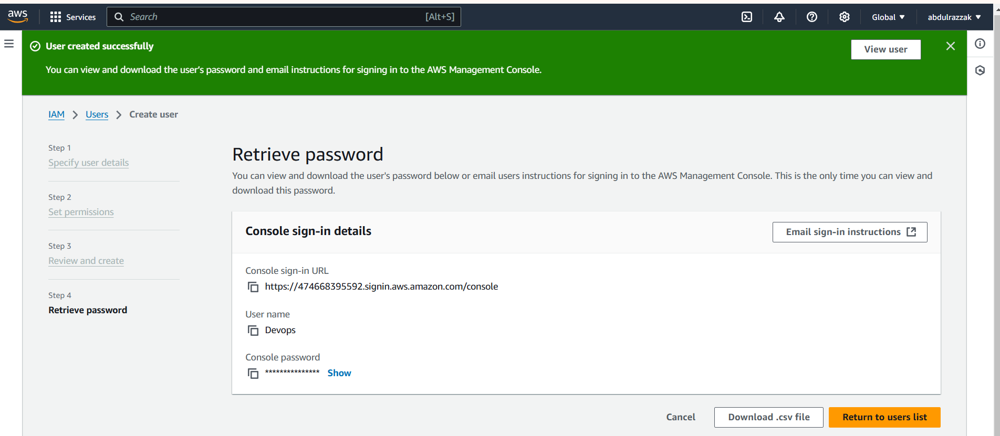 aws
Services
Search
[Alt+S]
Global
abdulrazzak
User created successfully
View user
You can view and download the user's password and email instructions for signing in to the AWS Management Console.
IAM
Users
Create user
Step 1
Specify user details
Step 2
Set permissions
Step 3
Review and create
Step 4
Retrieve password
Retrieve password
You can view and download the user's password below or email users instructions for signing in to the AWS Management Console. This is the only time you can view and
download this password.
Console sign-in details
Email sign-in instructions
Console sign-in URL
https://474668395592.signin.aws.amazon.com/console
User name
Devops
Console password
*************** Show
Cancel
Download .csv file
Return to users list